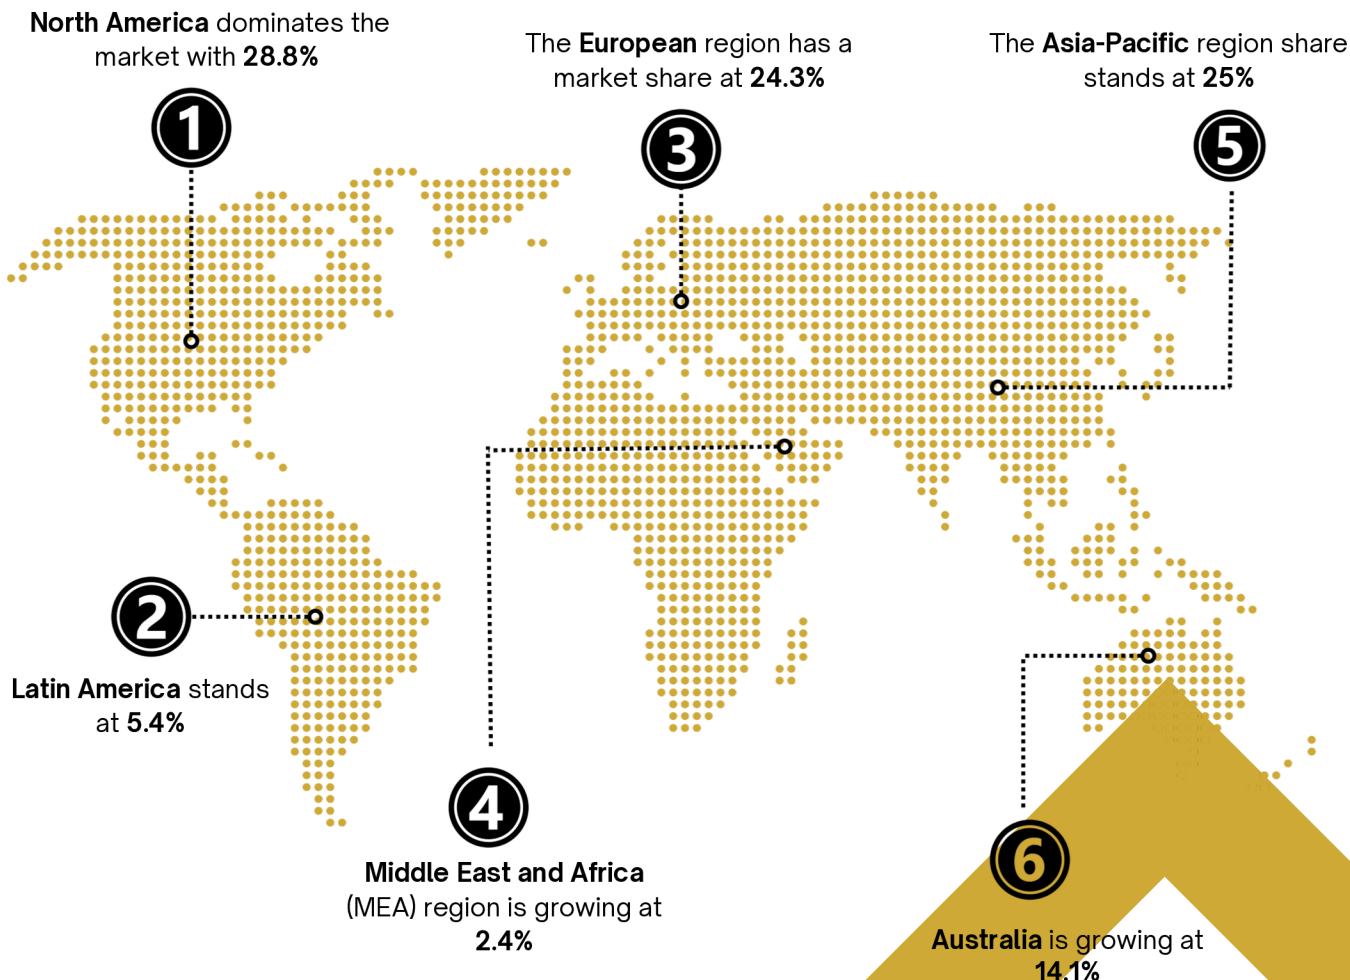 North America dominates the
market with 28.8%
1
The European region has a
market share at 24.3%
3
The Asia-Pacific region share
stands at 25%
5
2
Latin America stands
at 5.4%
4
Middle East and Africa
(MEA) region is growing at
2.4%
6
Australia is growing at
14.1%